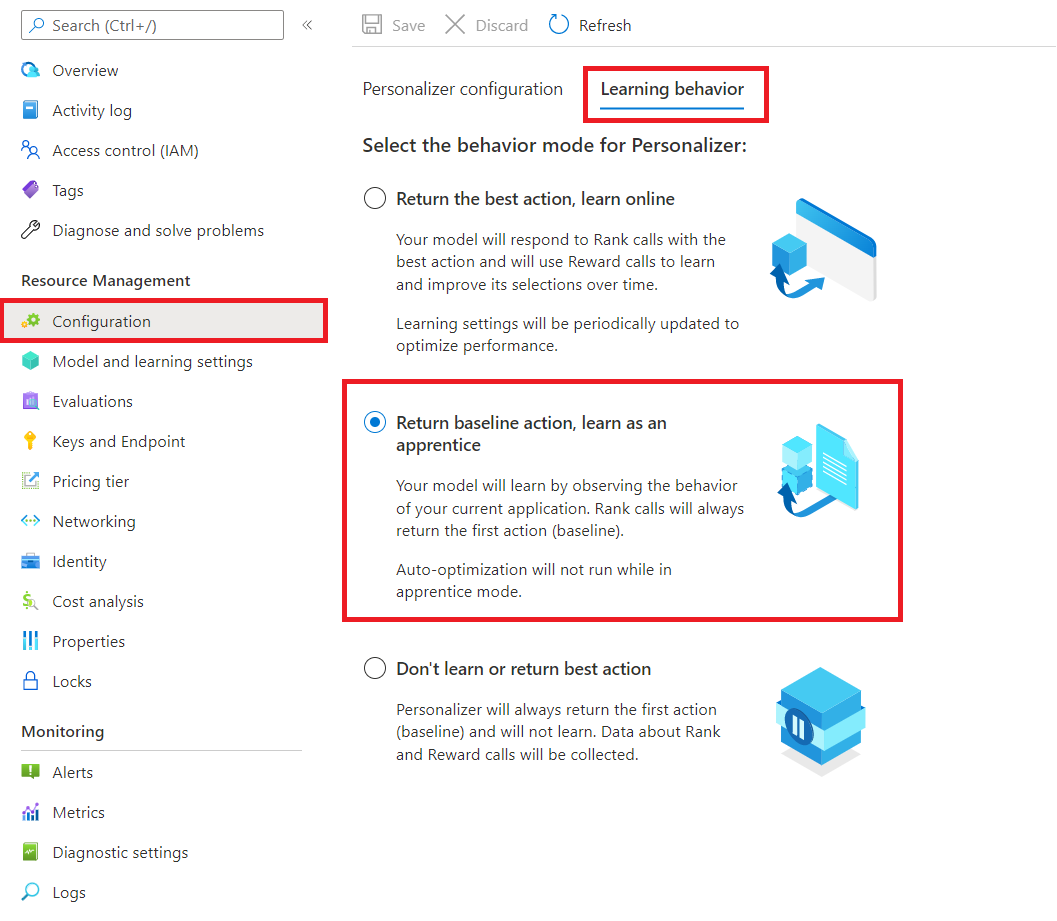 Search (Ctrl+/)
«
Overview
Activity log
Access control (IAM)
Tags
Diagnose and solve problems
Resource Management
Configuration
Model and learning settings
Evaluations
Keys and Endpoint
Pricing tier
Networking
Identity
Cost analysis
Properties
Locks
Monitoring
Alerts
Metrics
Diagnostic settings
Logs
Save
Discard
Refresh
Personalizer configuration
Learning behavior
Select the behavior mode for Personalizer:
Return the best action, learn online
Your model will respond to Rank calls with the
best action and will use Reward calls to learn
and improve its selections over time.
Learning settings will be periodically updated to
optimize performance.
Return baseline action, learn as an
apprentice
Your model will learn by observing the behavior
of your current application. Rank calls will always
return the first action (baseline).
Auto-optimization will not run while in
apprentice mode.
Don't learn or return best action
Personalizer will always return the first action
(baseline) and will not learn. Data about Rank
and Reward calls will be collected.